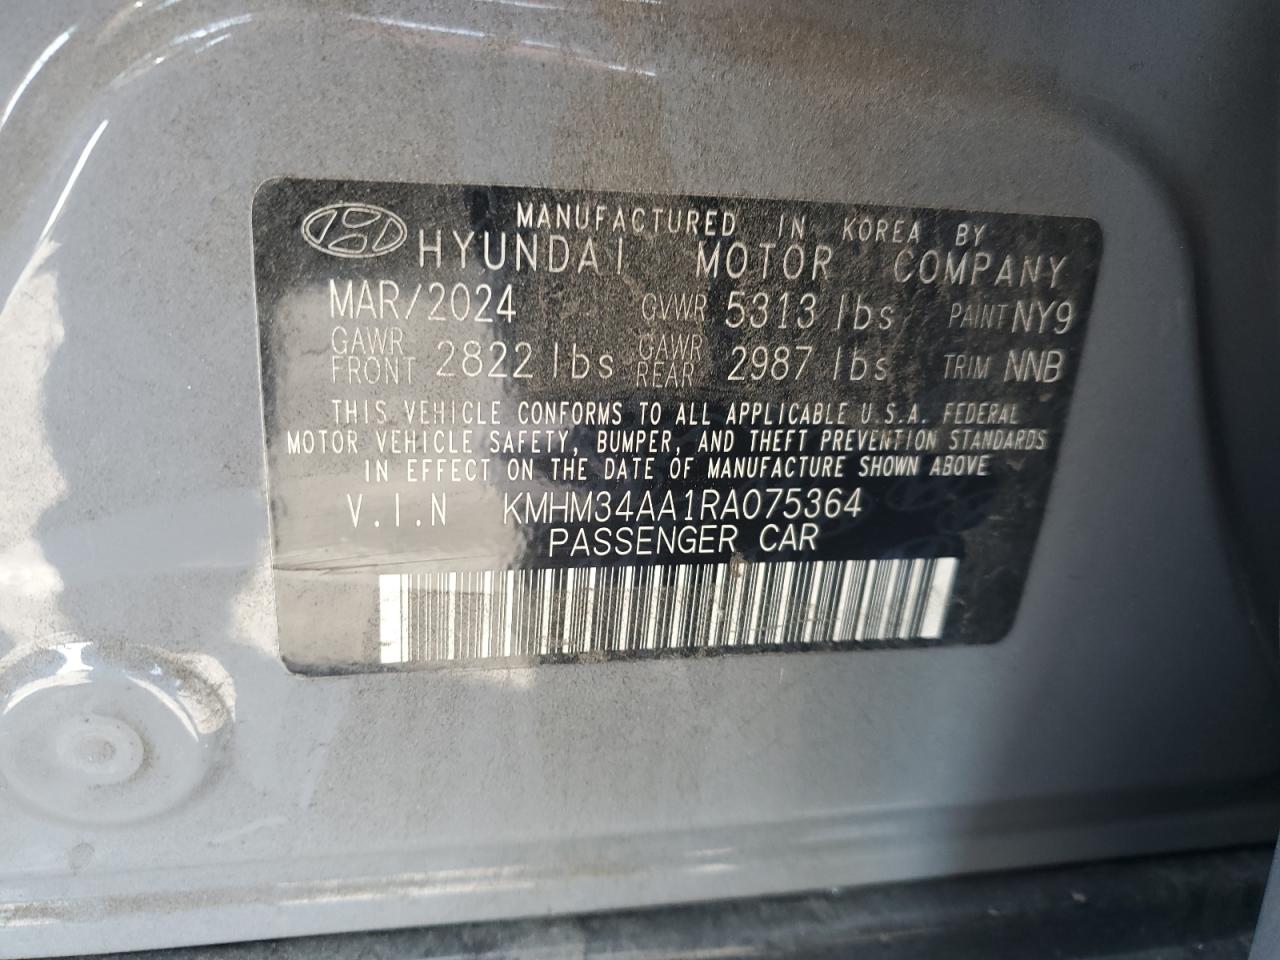 MANUFACTURED IN KOREA BY
HYUNDAI MOTOR COMPANY
MAR/2024 GVWR 5313 lbs PAINT NY9
GAWR FRONT 2822 lbs GAWR REAR 2987 lbs TRIM NNB
THIS VEHICLE CONFORMS TO ALL APPLICABLE U.S.A. FEDERAL
MOTOR VEHICLE SAFETY, BUMPER, AND THEFT PREVENTION STANDARDS
IN EFFECT ON THE DATE OF MANUFACTURE SHOWN ABOVE
V.I.N KMHM34AA1RA075364
PASSENGER CAR